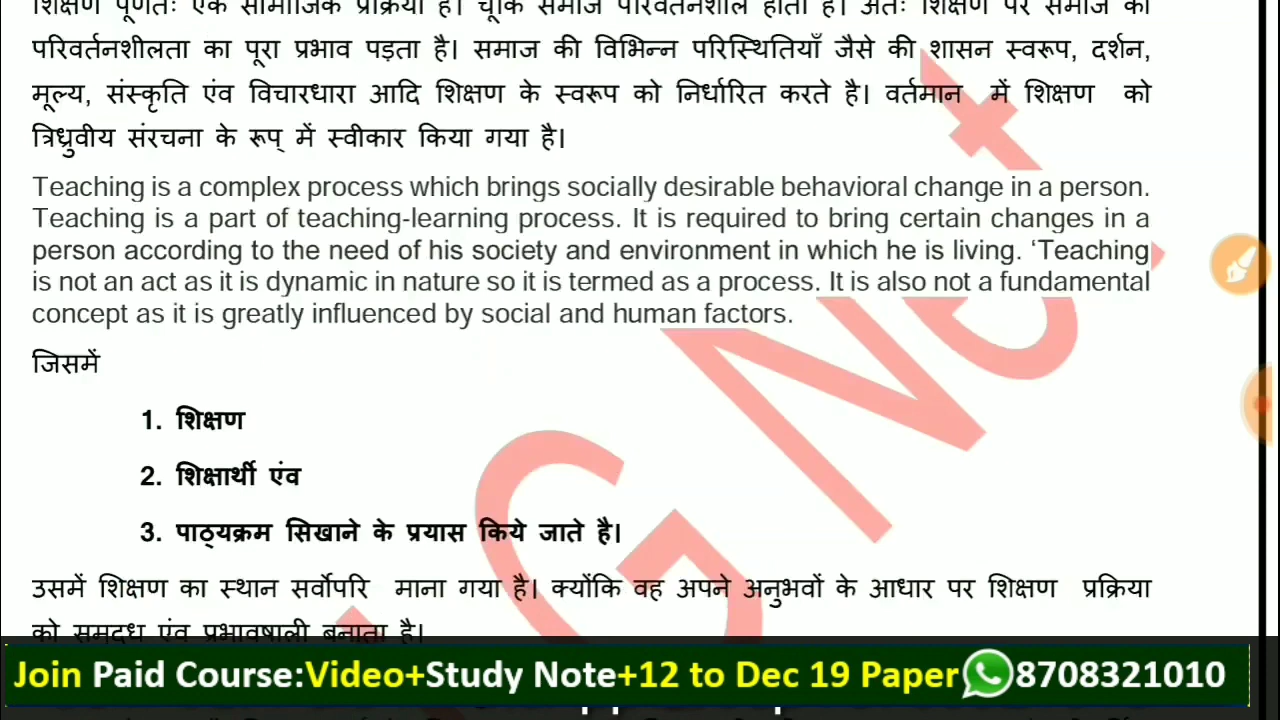 शिक्षण पूर्णतः एक सामाजिक प्रक्रिया है। चूंकि समाज परिवर्तनशील होता है। अतः शिक्षण पर समाज की
परिवर्तनशीलता का पूरा प्रभाव पड़ता है। समाज की विभिन्न परिस्थितियाँ जैसे की शासन स्वरूप, दर्शन,
मूल्य, संस्कृति एंव विचारधारा आदि शिक्षण के स्वरूप को निर्धारित करते है। वर्तमान में शिक्षण को
त्रिध्रुवीय संरचना के रूप् में स्वीकार किया गया है।
Teaching is a complex process which brings socially desirable behavioral change in a person.
Teaching is a part of teaching-learning process. It is required to bring certain changes in a
person according to the need of his society and environment in which he is living. ‘Teaching
is not an act as it is dynamic in nature so it is termed as a process. It is also not a fundamental
concept as it is greatly influenced by social and human factors.
जिसमें
1. शिक्षण
2. शिक्षार्थी एंव
3. पाठ्यक्रम सिखाने के प्रयास किये जाते है।
उसमें शिक्षण का स्थान सर्वोपरि माना गया है। क्योंकि वह अपने अनुभवों के आधार पर शिक्षण प्रक्रिया
को समृद्ध एंव प्रभावषाली बनाता है।
Join Paid Course:Video+Study Note+12 to Dec 19 Paper 8708321010